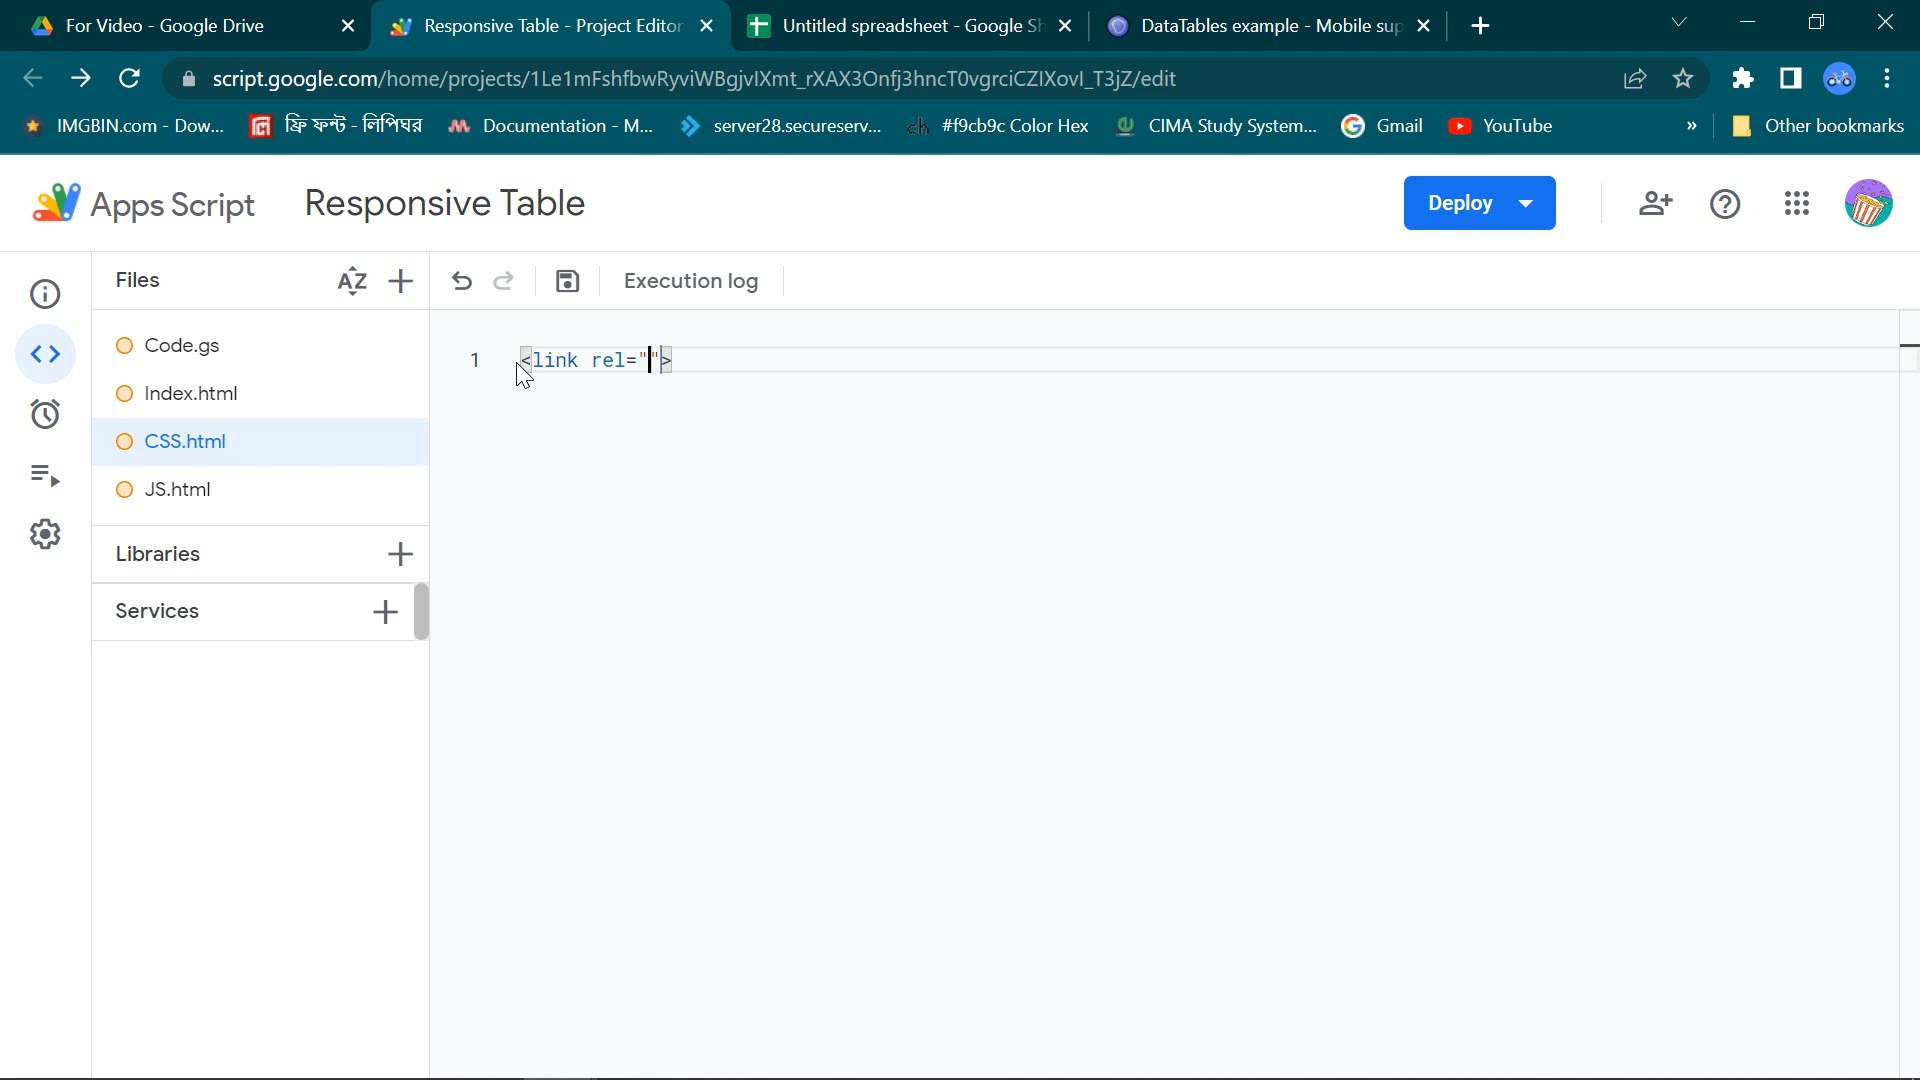 For Video - Google Drive
Responsive Table - Project Editor
Untitled spreadsheet - Google Sh
DataTables example - Mobile sup
script.google.com/home/projects/1Le1mFshfbwRyviWBgjvlXmt_rXAX3Onfj3hncT0vgrciCZIXovl_T3jZ/edit
IMGBIN.com - Dow...
ফ্রি ফন্ট - লিপিঘর
Documentation - M...
server28.secureserv...
ch #f9cb9c Color Hex
CIMA Study System...
Gmail
YouTube
»
Other bookmarks
Apps Script
Responsive Table
Deploy
Files
AZ
Execution log
Code.gs
Index.html
CSS.html
JS.html
Libraries
Services
1 <link rel="">